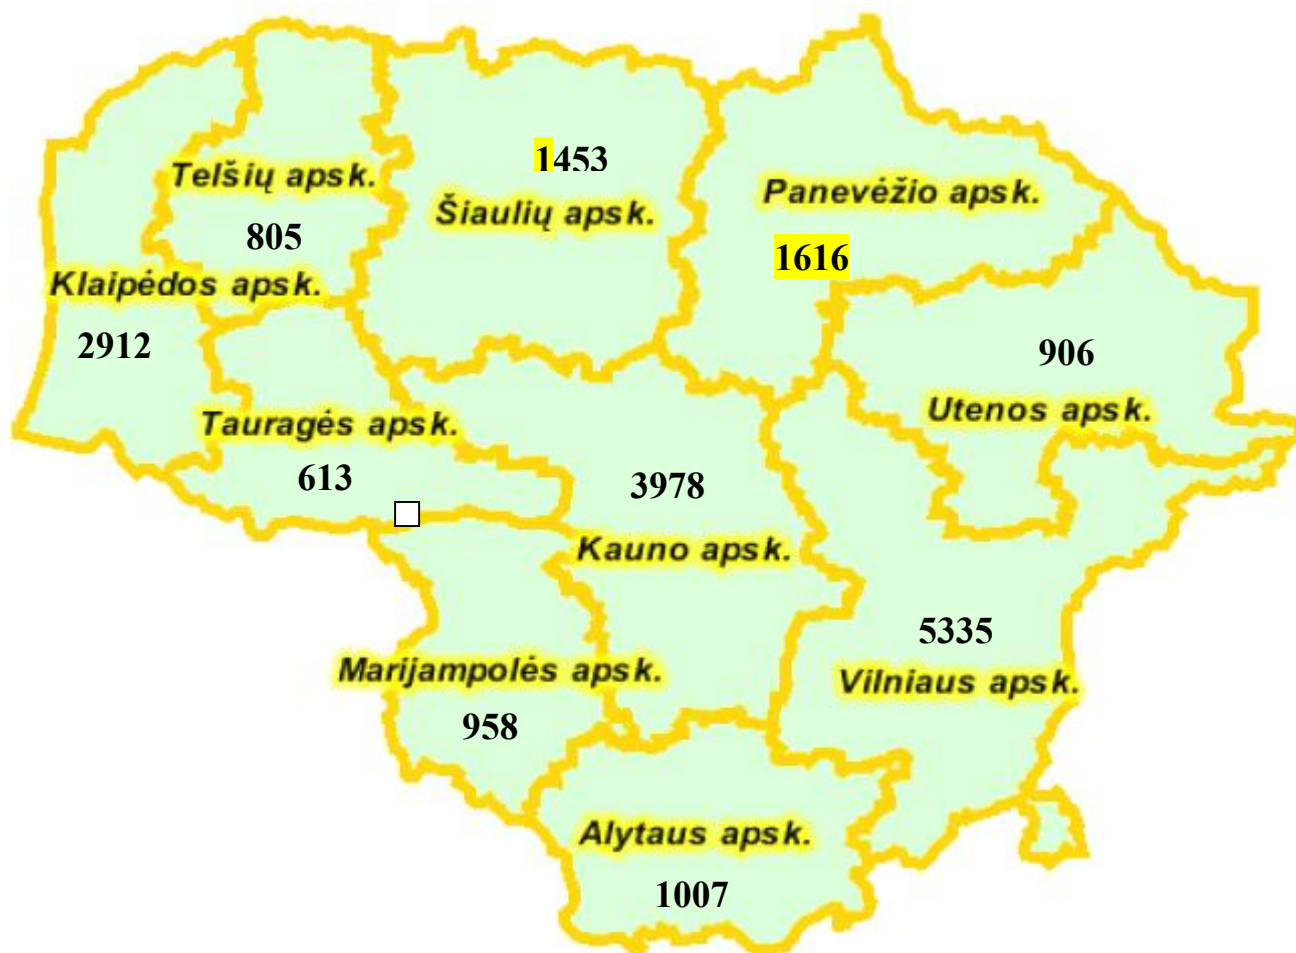 1453
Telšių apsk.
Panevėžio apsk.
Šiaulių apsk.
805
1616
Klaipėdos apsk.
2912
906
Utenos apsk.
Tauragės apsk.
613
3978
Kauno apsk.
5335
Marijampolės apsk.
Vilniaus apsk.
958
Alytaus apsk.
1007